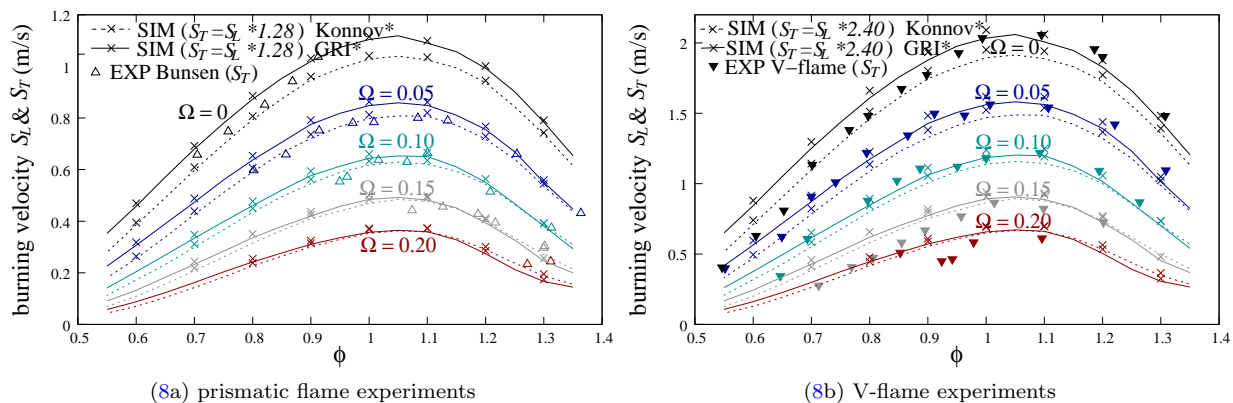 SIM (S_T=S_L *1.28) Konnov*
SIM (S_T=S_L *1.28) GRI*
EXP Bunsen (S_T)
Ω = 0
Ω = 0.05
Ω = 0.10
Ω = 0.15
Ω = 0.20
burning velocity S_L & S_T (m/s)
1.2
1
0.8
0.6
0.4
0.2
0
0.5 0.6 0.7 0.8 0.9 1 1.1 1.2 1.3 1.4
ϕ
(8a) prismatic flame experiments
SIM (S_T=S_L *2.40) Konnov*
SIM (S_T=S_L *2.40) GRI*
EXP V−flame (S_T)
Ω = 0
Ω = 0.05
Ω = 0.10
Ω = 0.15
Ω = 0.20
burning velocity S_L & S_T (m/s)
2
1.5
1
0.5
0
0.5 0.6 0.7 0.8 0.9 1 1.1 1.2 1.3 1.4
ϕ
(8b) V-flame experiments